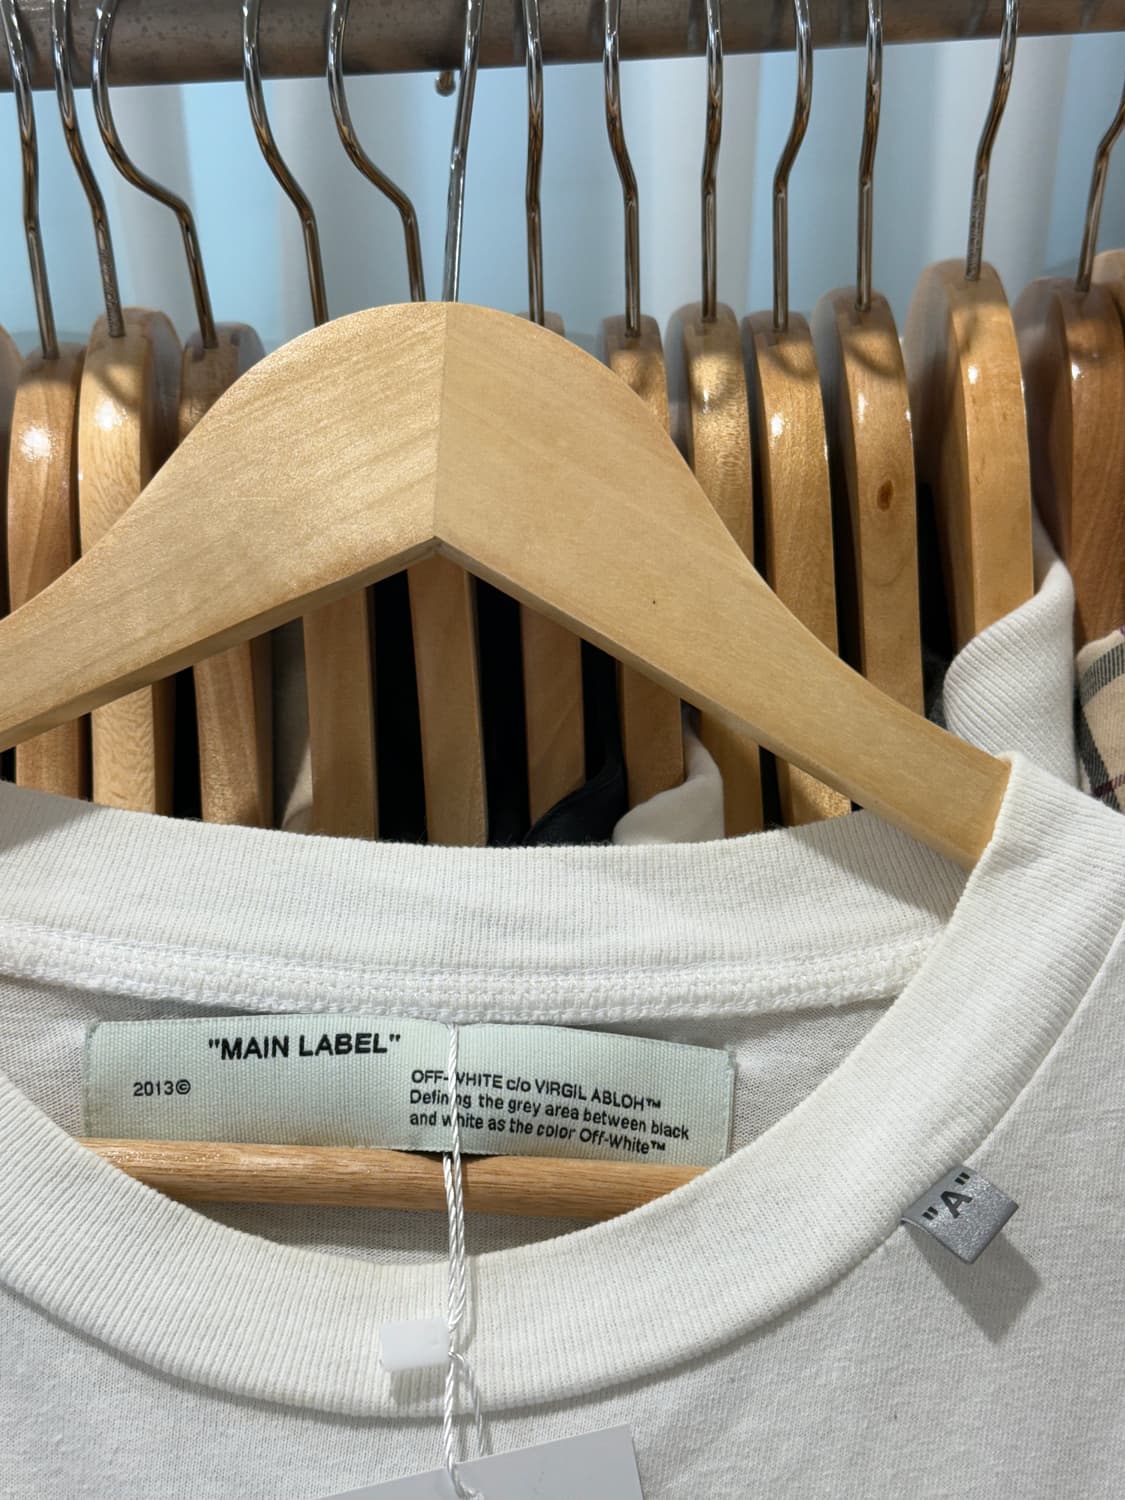 "MAIN LABEL"
2013©
OFF-WHITE c/o VIRGIL ABLOH™
Defining the grey area between black
and white as the color Off-White™
"A"